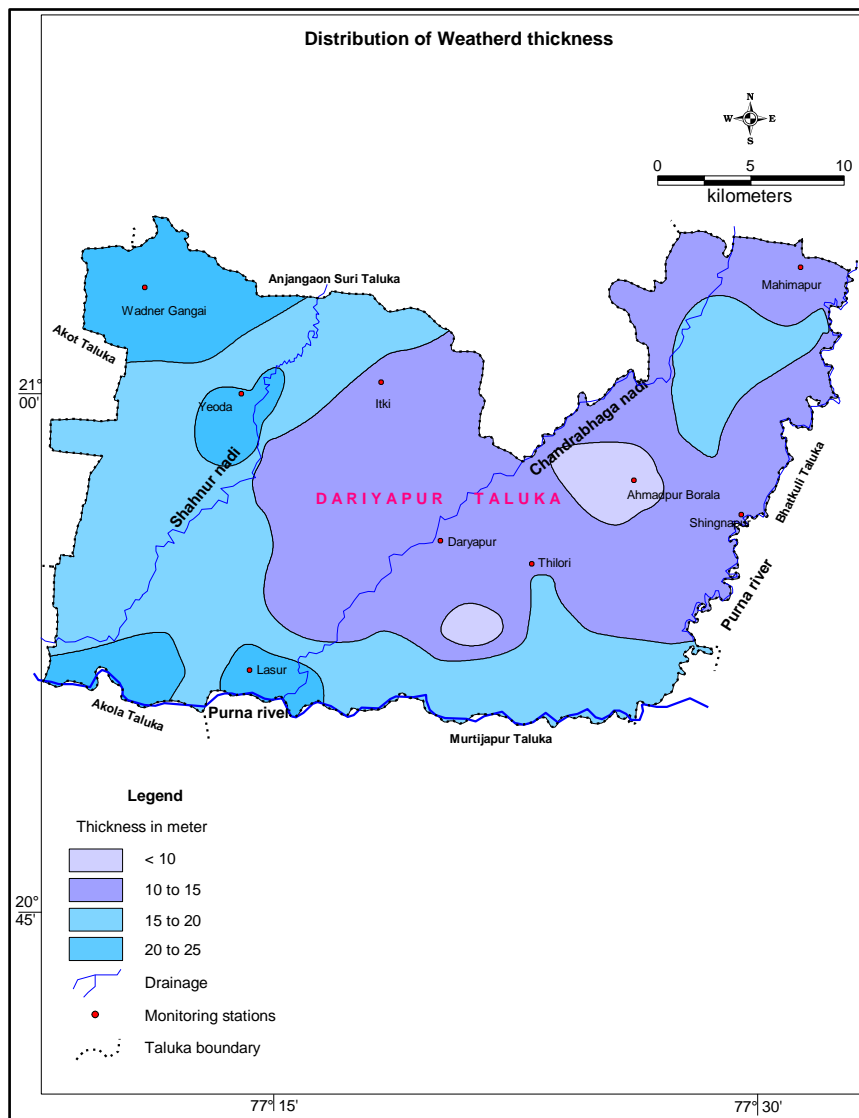 Distribution of Weatherd thickness
N
W E
S
0 5 10
kilometers
Anjangaon Suri Taluka
Mahimapur
Wadner Gangai
Akot Taluka
21°
00'
Yeoda
Itki
Chandrabhaga nadi
Shahnur nadi
DARIYAPUR TALUKA
Ahmadpur Borala
Shingnapur
Bhatkuli Taluka
Daryapur
Thilori
Purna river
Lasur
Akola Taluka
Purna river
Murtijapur Taluka
Legend
Thickness in meter
< 10
10 to 15
15 to 20
20 to 25
Drainage
Monitoring stations
Taluka boundary
20°
45'
77° 15'
77° 30'